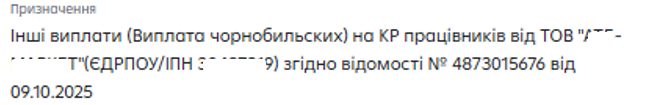 Призначення
Інші виплати (Виплата чорнобильских) на КР працівників від ТОВ
(ЄДРПОУ/ІПН 9) згідно відомості № 4873015676 від
09.10.2025